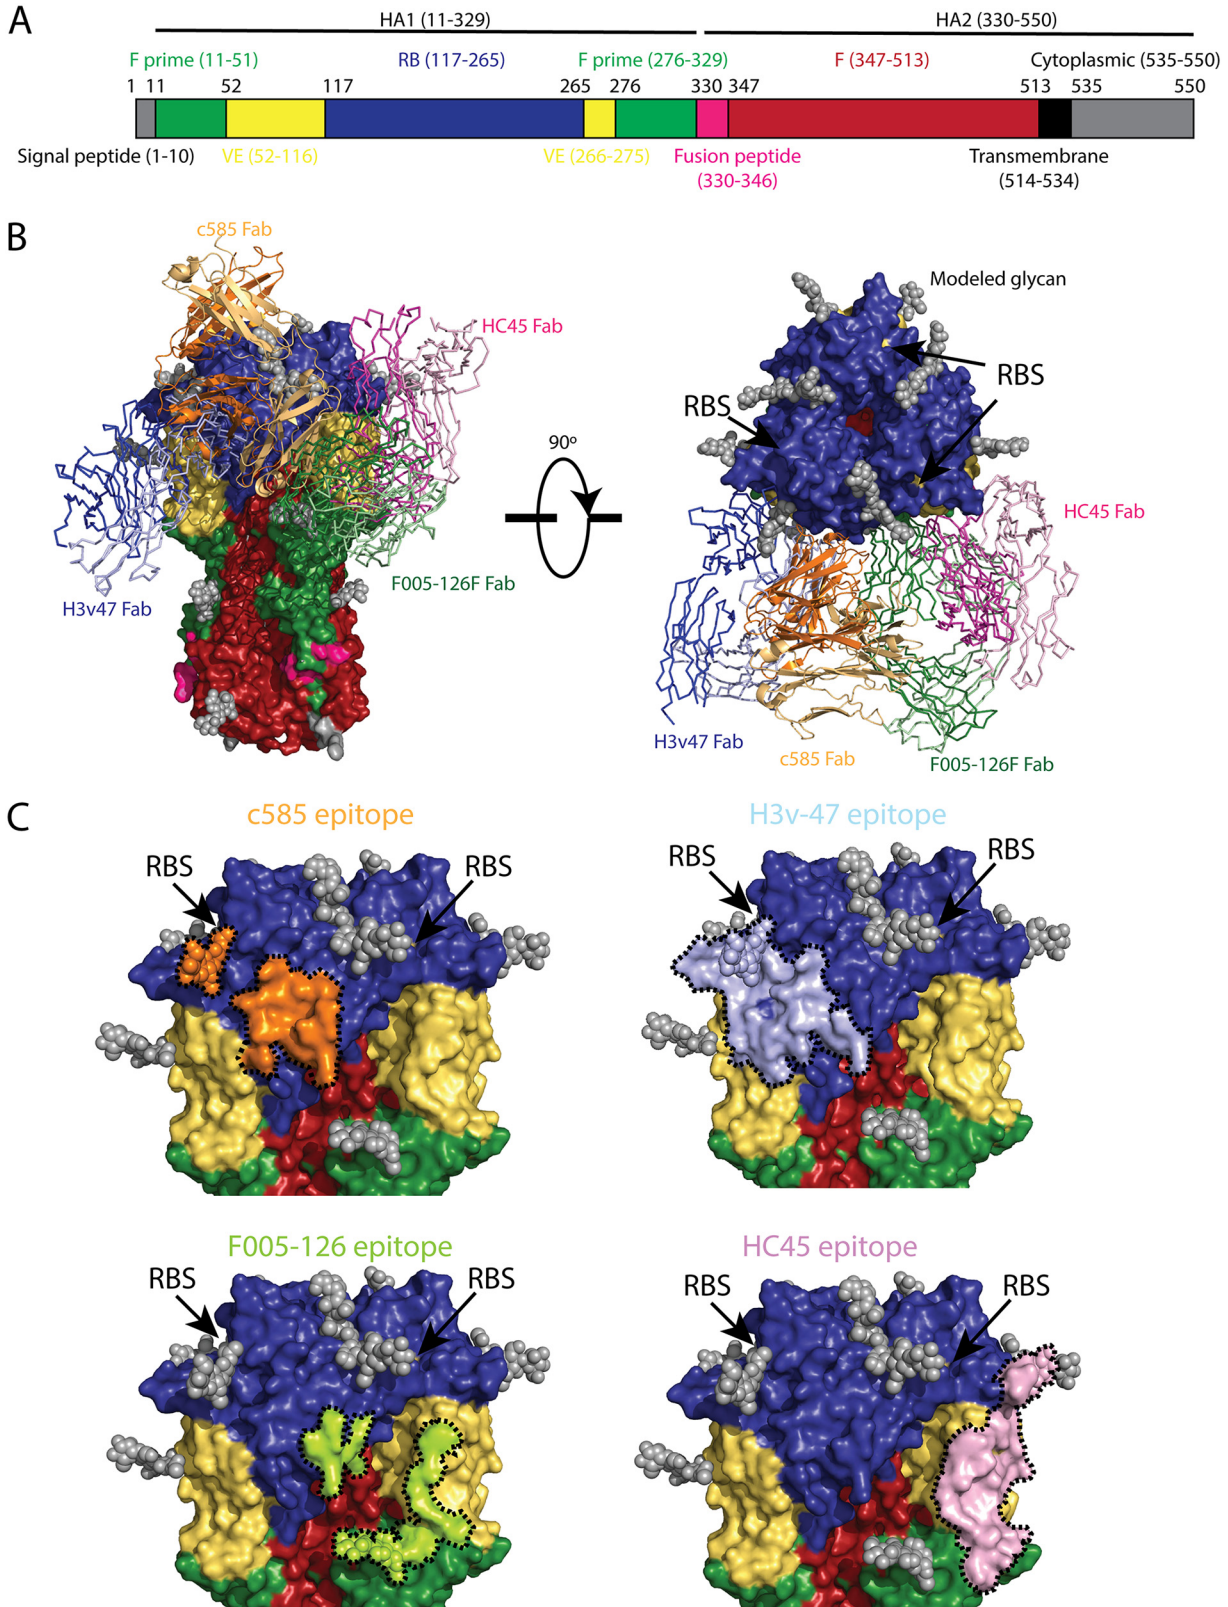 A
HA1 (11-329)
HA2 (330-550)
F prime (11-51)
RB (117-265)
F prime (276-329)
F (347-513)
Cytoplasmic (535-550)
1 11 52 117 265 276 330 347 513 535 550
Signal peptide (1-10)
VE (52-116)
VE (266-275)
Fusion peptide
(330-346)
Transmembrane
(514-534)
B
c585 Fab
HC45 Fab
H3v47 Fab
F005-126F Fab
90º
Modeled glycan
RBS
RBS
HC45 Fab
H3v47 Fab
c585 Fab
F005-126F Fab
C
c585 epitope
RBS
RBS
H3v-47 epitope
RBS
RBS
F005-126 epitope
RBS
RBS
HC45 epitope
RBS
RBS